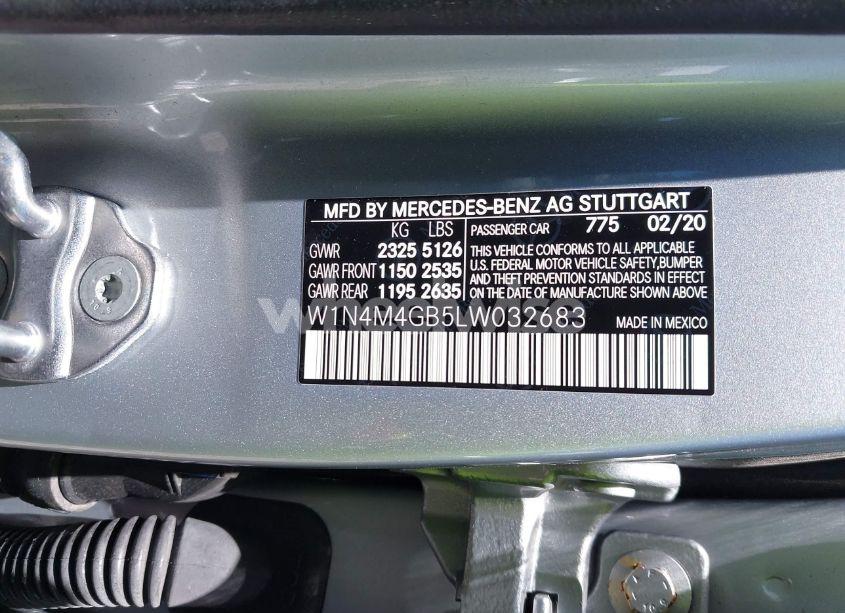 MFD BY MERCEDES-BENZ AG STUTTGART
KG LBS
GVWR 2325 5126
GAWR FRONT 1150 2535
GAWR REAR 1195 2635
PASSENGER CAR 775 02/20
THIS VEHICLE CONFORMS TO ALL APPLICABLE
U.S. FEDERAL MOTOR VEHICLE SAFETY,BUMPER
AND THEFT PREVENTION STANDARDS IN EFFECT
ON THE DATE OF MANUFACTURE SHOWN ABOVE
W1N4M4GB5LW032683
MADE IN MEXICO